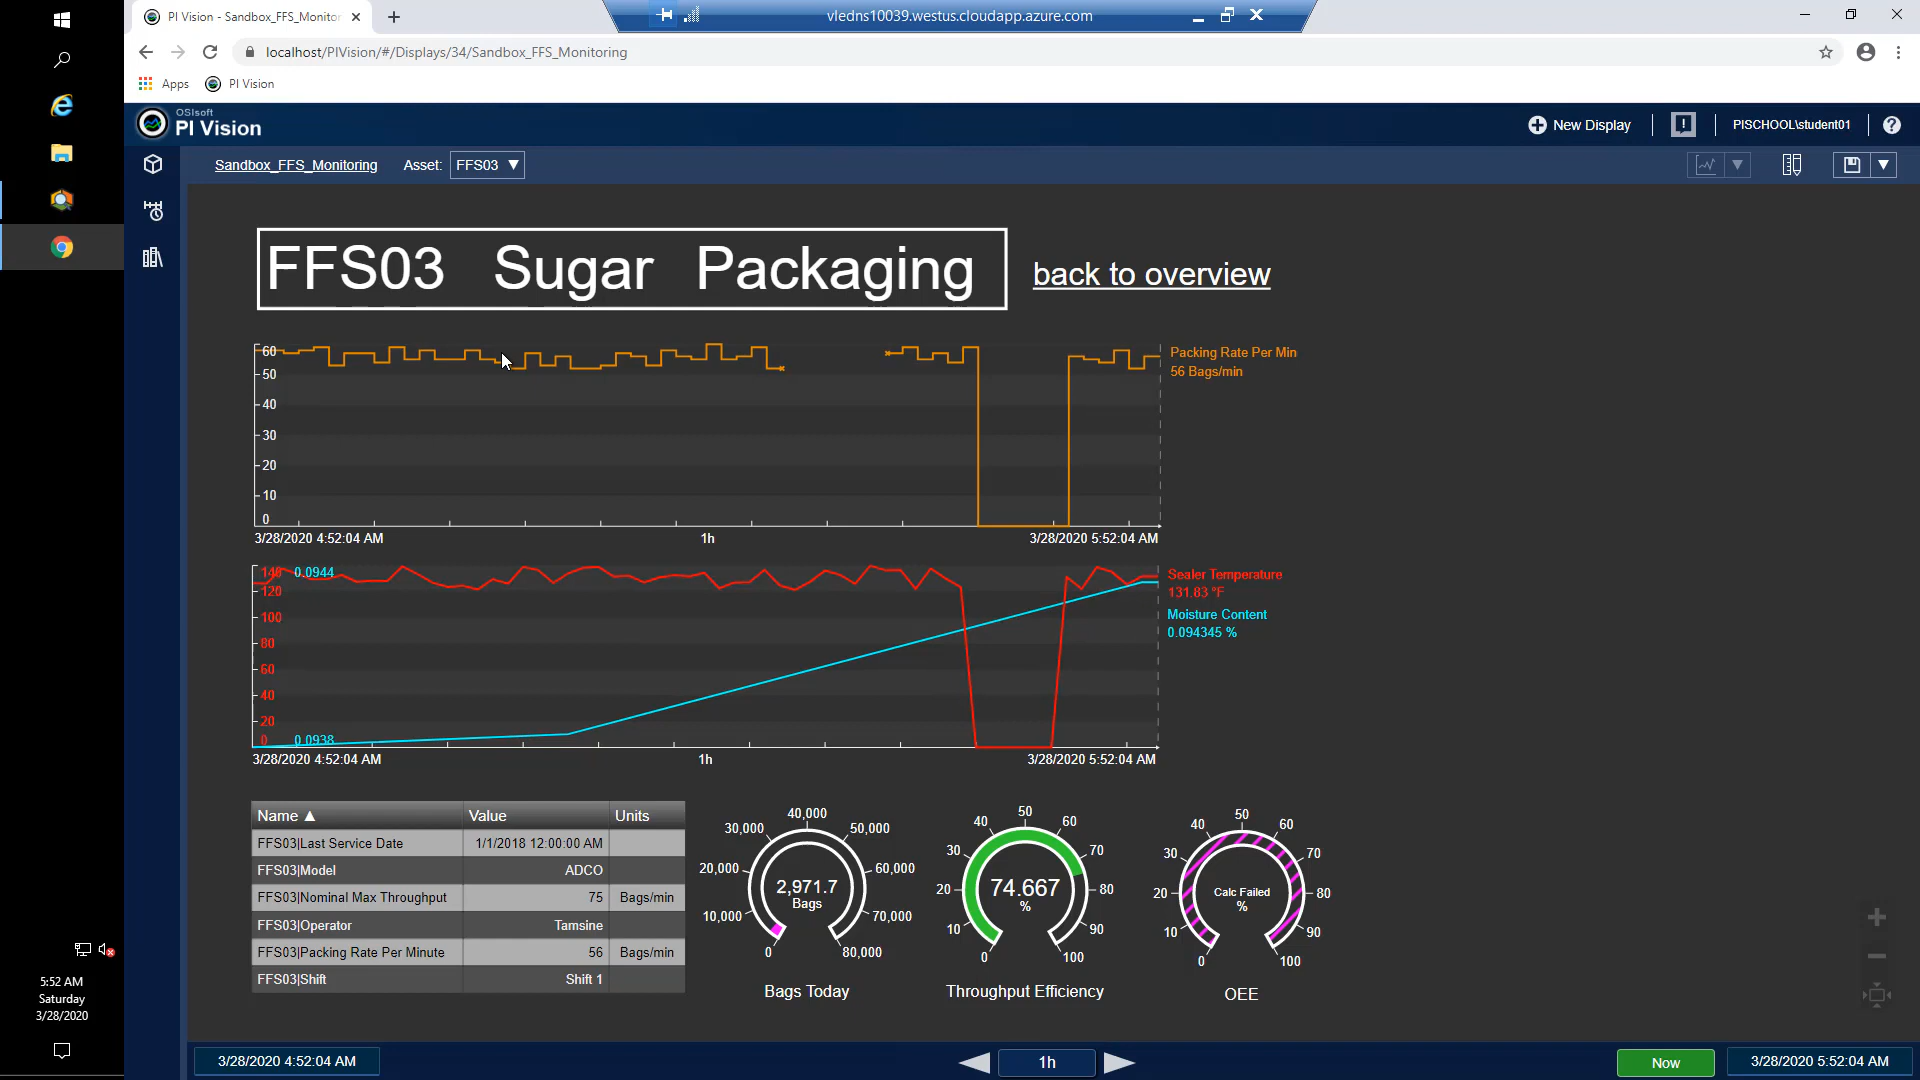 PI Vision - Sandbox_FFS_Monitor
vledns10039.westus.cloudapp.azure.com
localhost/PIVision/#/Displays/34/Sandbox_FFS_Monitoring
Apps PI Vision
OSIsoft
PI Vision
New Display
PISCHOOL\student01
Sandbox_FFS_Monitoring Asset: FFS03
FFS03 Sugar Packaging
back to overview
60
50
40
30
20
10
0
3/28/2020 4:52:04 AM 1h 3/28/2020 5:52:04 AM
Packing Rate Per Min
56 Bags/min
140 0.0944
120
100
80
60
40
20
0 0.0938
3/28/2020 4:52:04 AM 1h 3/28/2020 5:52:04 AM
Sealer Temperature
131.83 °F
Moisture Content
0.094345 %
Name ▲ Value Units
FFS03|Last Service Date 1/1/2018 12:00:00 AM
FFS03|Model ADCO
FFS03|Nominal Max Throughput 75 Bags/min
FFS03|Operator Tamsine
FFS03|Packing Rate Per Minute 56 Bags/min
FFS03|Shift Shift 1
0
10,000
20,000
30,000
40,000
50,000
60,000
70,000
80,000
2,971.7
Bags
Bags Today
0
10
20
30
40
50
60
70
80
90
100
74.667
%
Throughput Efficiency
0
10
20
30
40
50
60
70
80
90
100
Calc Failed
%
OEE
5:52 AM
Saturday
3/28/2020
3/28/2020 4:52:04 AM 1h Now 3/28/2020 5:52:04 AM